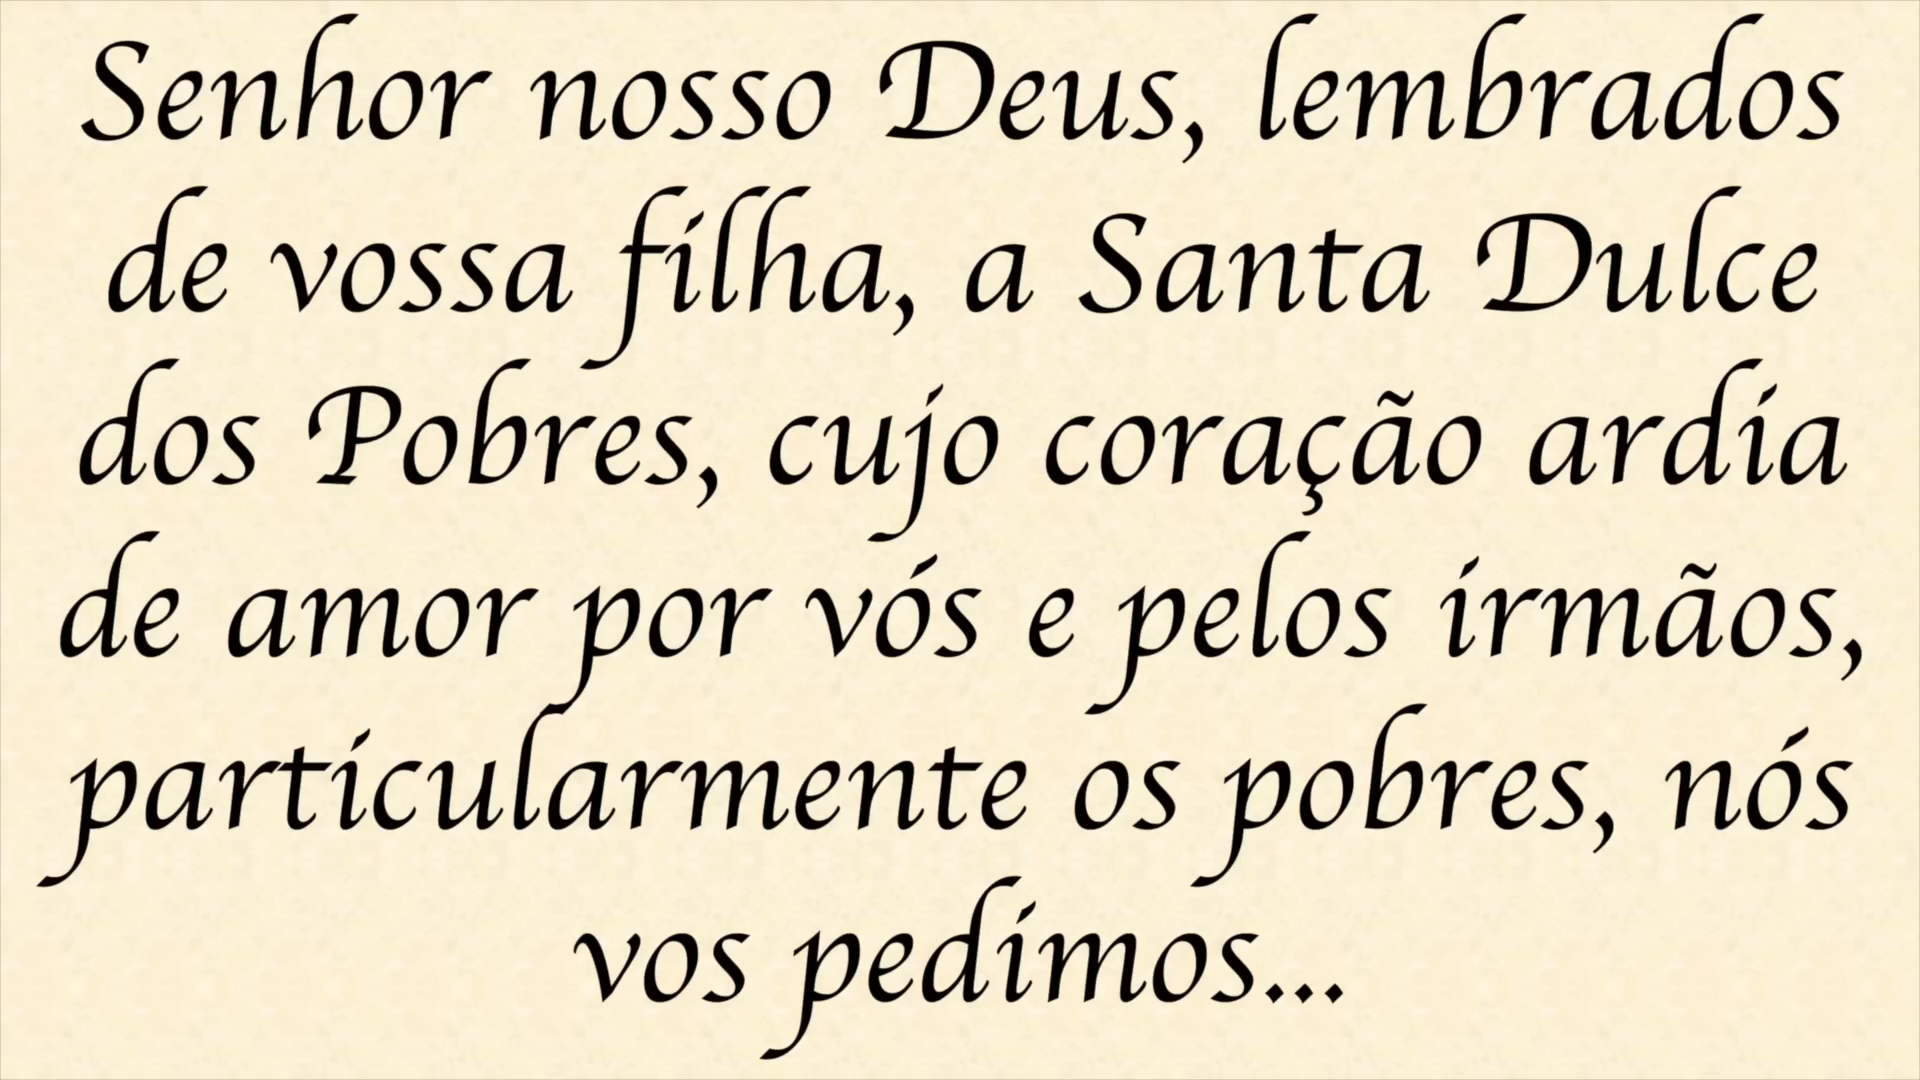 Senhor nosso Deus, lembrados
de vossa filha, a Santa Dulce
dos Pobres, cujo coração ardia
de amor por vós e pelos irmãos,
particularmente os pobres, nós
vos pedimos...